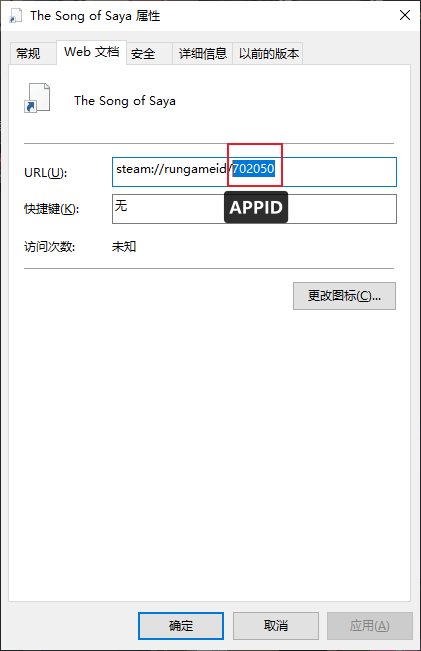 The Song of Saya 属性
常规 Web 文档 安全 详细信息 以前的版本
The Song of Saya
URL(U): steam://rungameid/702050
APPID
快捷键(K): 无
访问次数: 未知
更改图标(C)...
确定 取消 应用(A)